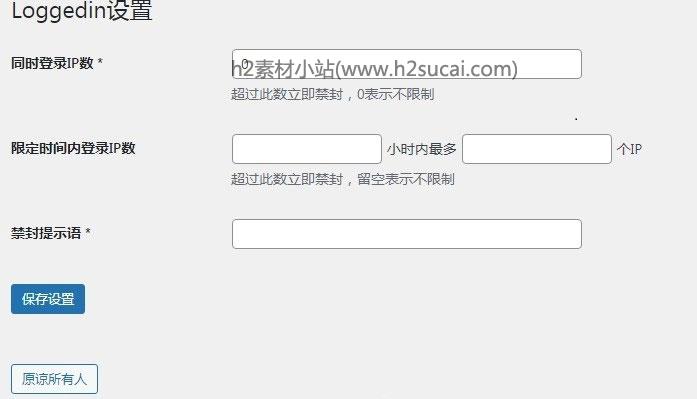 Loggedin设置
同时登录IP数 *
0
h2素材小站(www.h2sucai.com)
超过此数立即禁封，0表示不限制
限定时间内登录IP数 小时内最多 个IP
超过此数立即禁封，留空表示不限制
禁封提示语 *
保存设置
原谅所有人